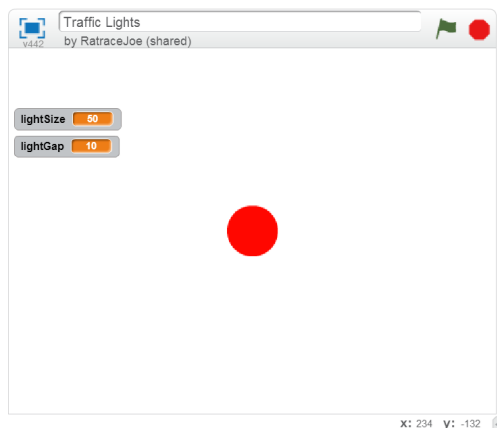 Traffic Lights
v442
by RatraceJoe (shared)
lightSize 50
lightGap 10
x: 234 y: -132